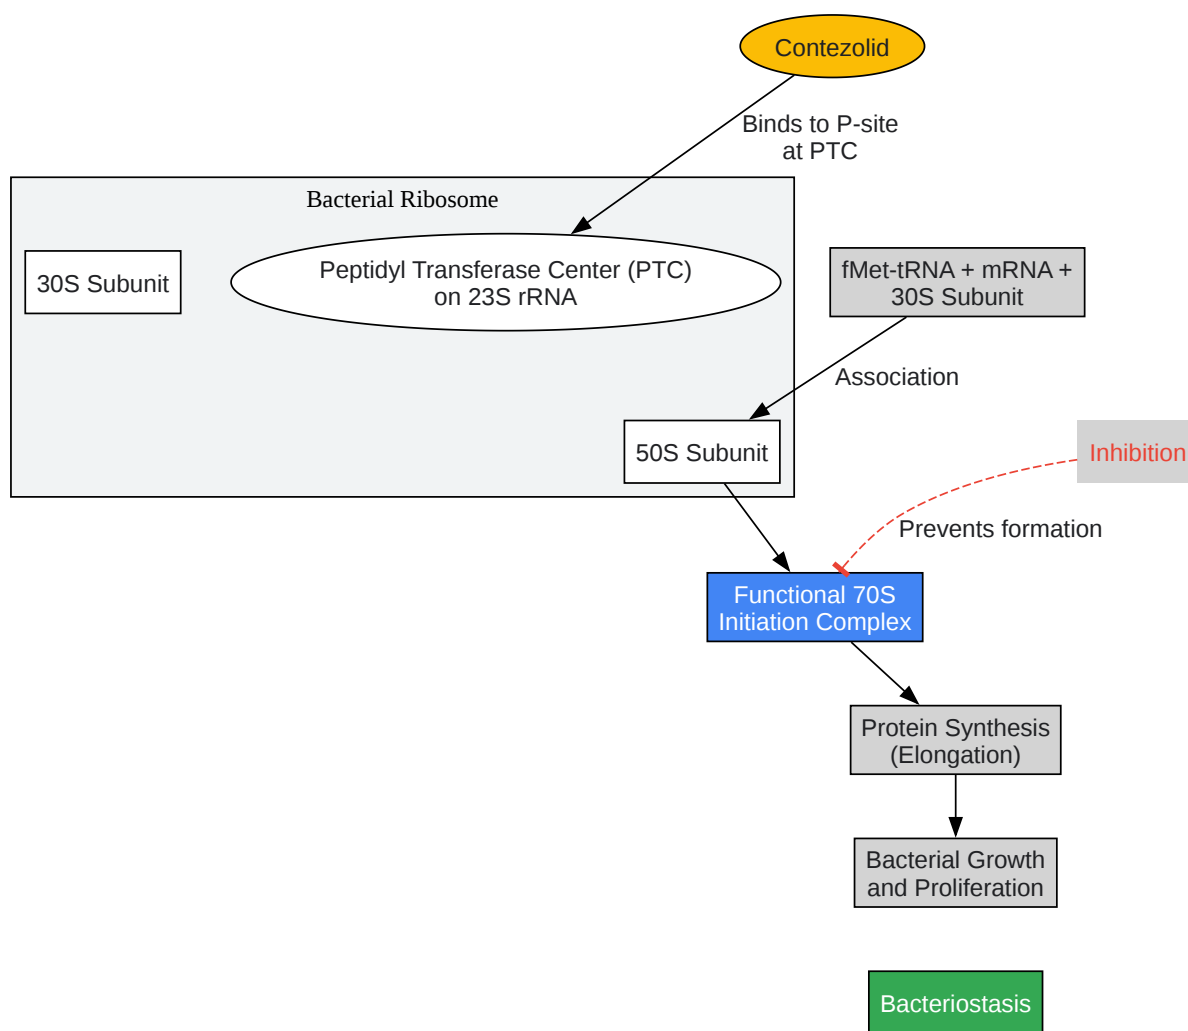 Contezolid
Binds to P-site
at PTC
Bacterial Ribosome
30S Subunit
Peptidyl Transferase Center (PTC)
on 23S rRNA
fMet-tRNA + mRNA +
30S Subunit
Association
50S Subunit
Inhibition
Prevents formation
Functional 70S
Initiation Complex
Protein Synthesis
(Elongation)
Bacterial Growth
and Proliferation
Bacteriostasis